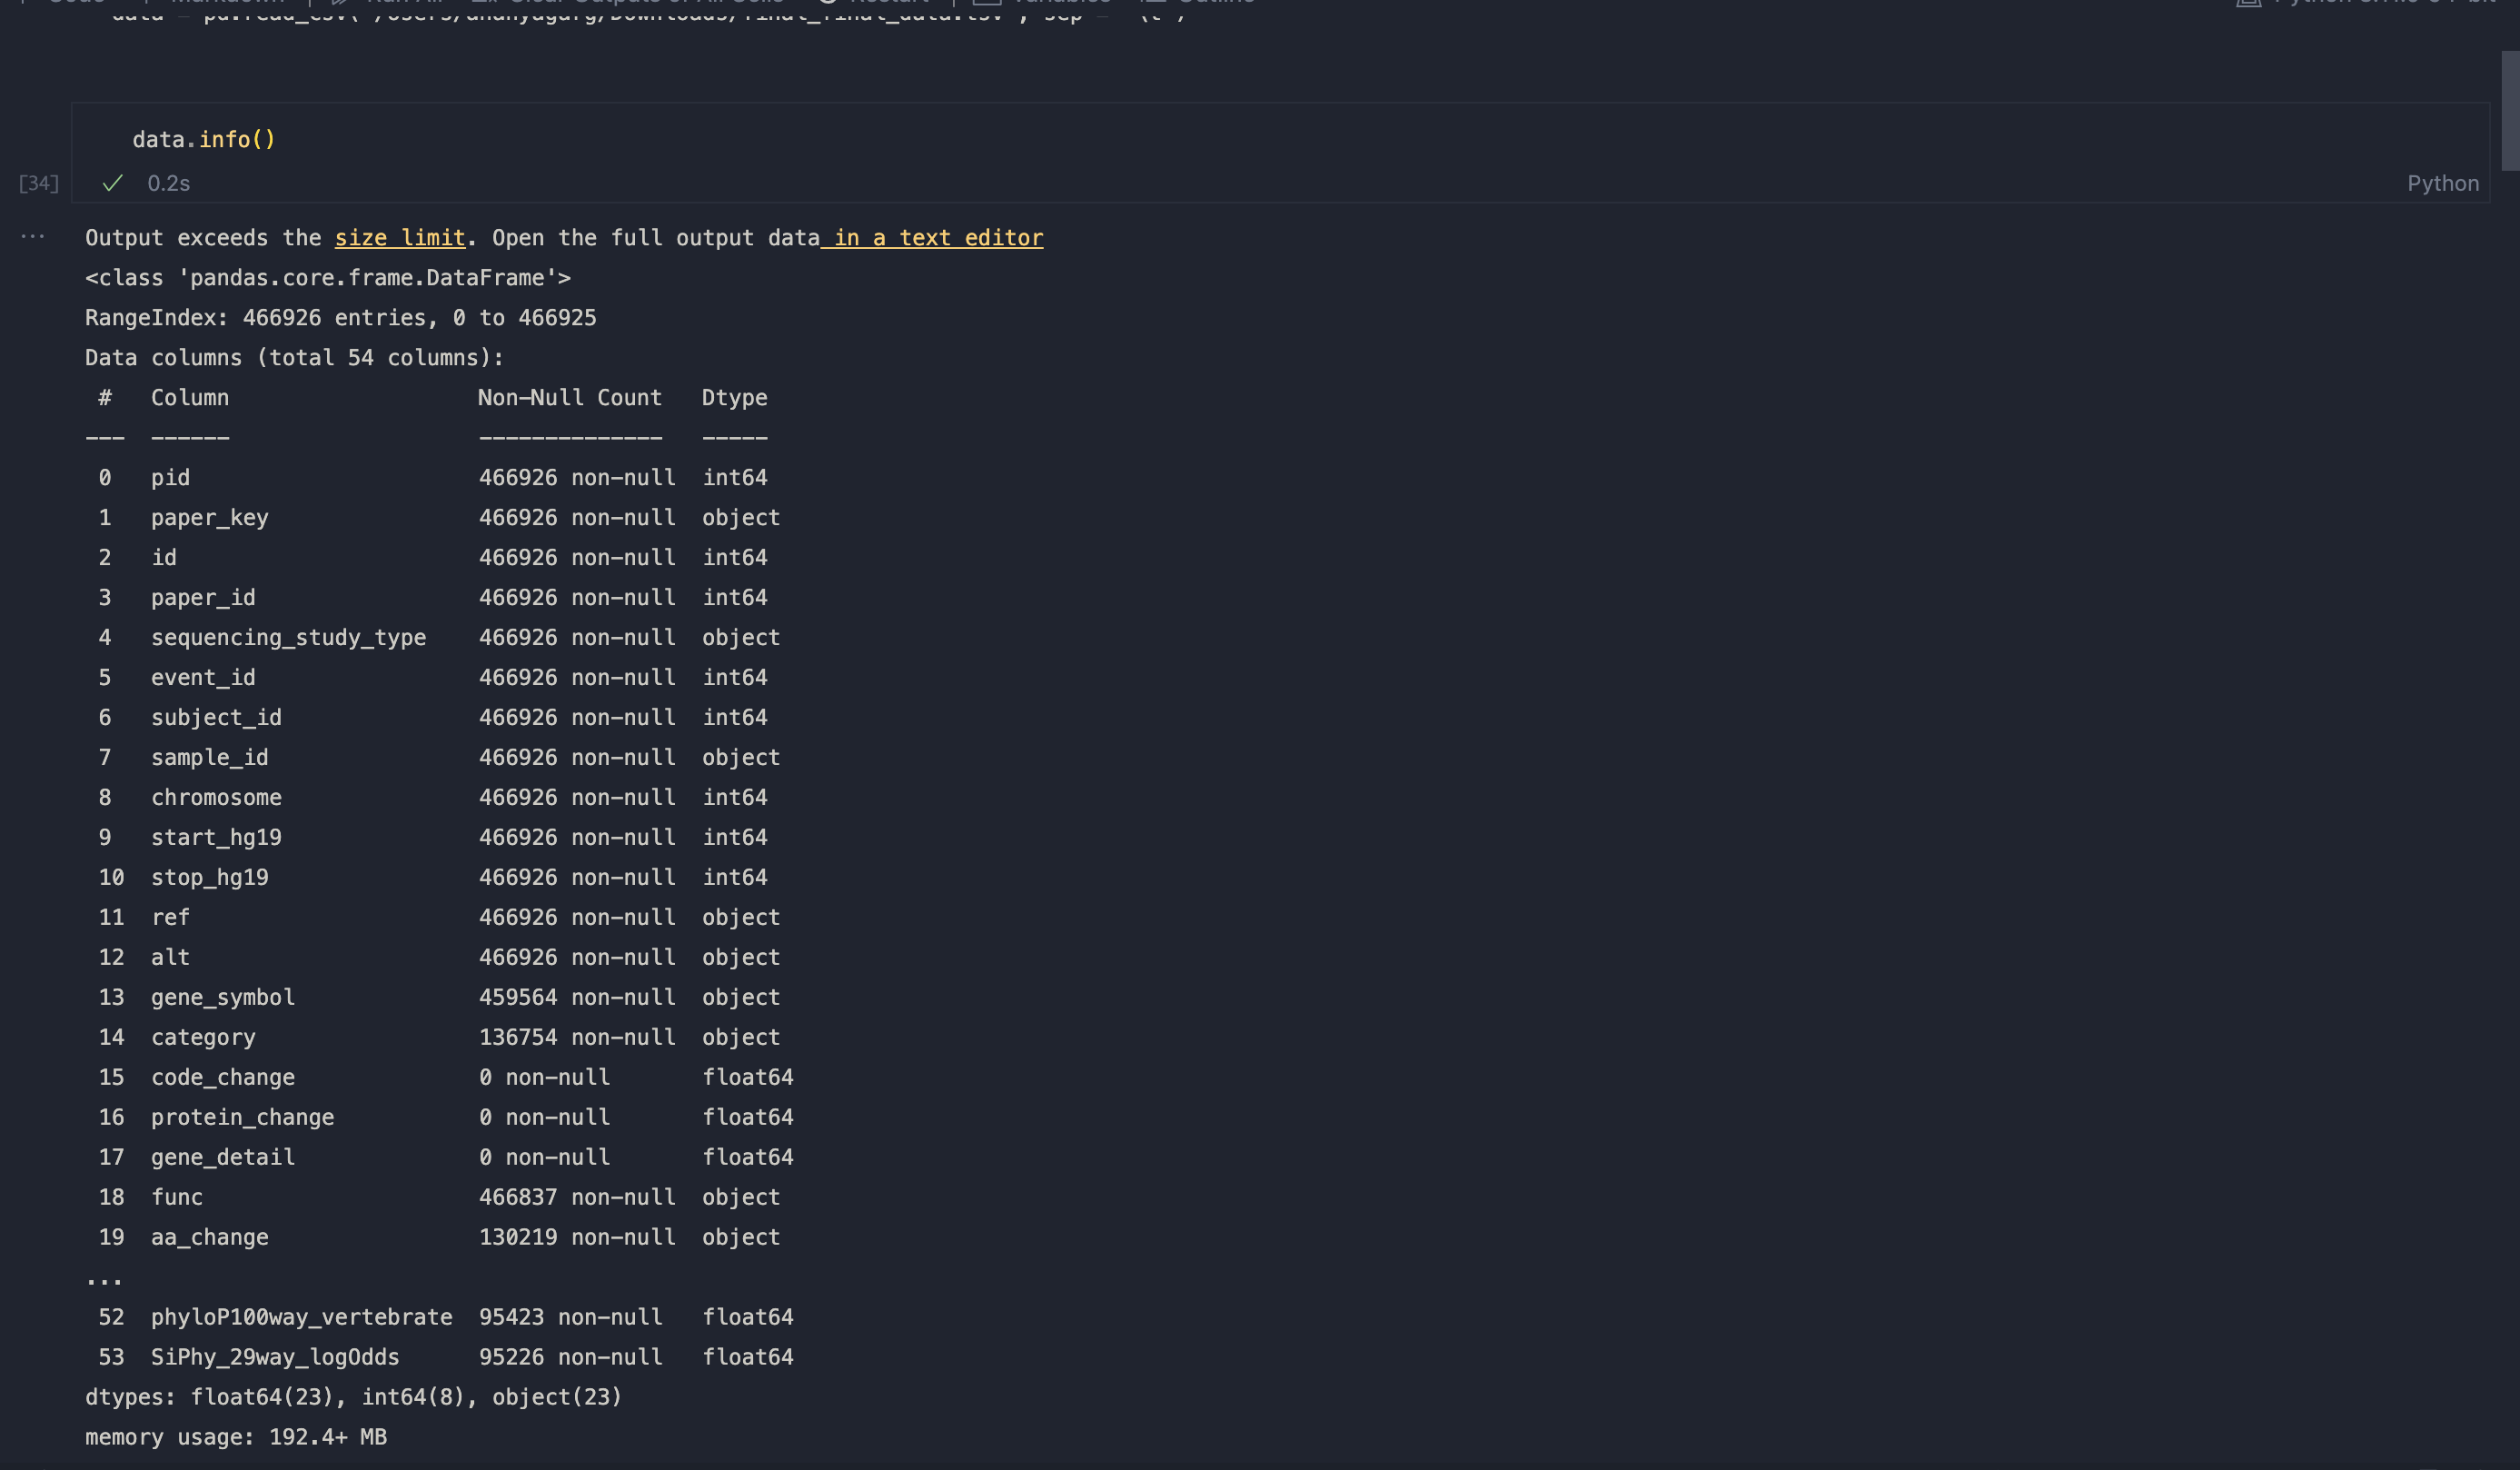 data = pd.read_csv("/Users/ananyagarg/Downloads/final_final_data.tsv", sep = "\t")
data.info()
[34]
0.2s
Python
Output exceeds the size limit. Open the full output data in a text editor
<class 'pandas.core.frame.DataFrame'>
RangeIndex: 466926 entries, 0 to 466925
Data columns (total 54 columns):
 #   Column                   Non-Null Count   Dtype
---  ------                   --------------   -----
 0   pid                      466926 non-null  int64
 1   paper_key                466926 non-null  object
 2   id                       466926 non-null  int64
 3   paper_id                 466926 non-null  int64
 4   sequencing_study_type    466926 non-null  object
 5   event_id                 466926 non-null  int64
 6   subject_id               466926 non-null  int64
 7   sample_id                466926 non-null  object
 8   chromosome               466926 non-null  int64
 9   start_hg19               466926 non-null  int64
 10  stop_hg19                466926 non-null  int64
 11  ref                      466926 non-null  object
 12  alt                      466926 non-null  object
 13  gene_symbol              459564 non-null  object
 14  category                 136754 non-null  object
 15  code_change              0 non-null       float64
 16  protein_change           0 non-null       float64
 17  gene_detail              0 non-null       float64
 18  func                     466837 non-null  object
 19  aa_change                130219 non-null  object
...
 52  phyloP100way_vertebrate  95423 non-null   float64
 53  SiPhy_29way_logOdds      95226 non-null   float64
dtypes: float64(23), int64(8), object(23)
memory usage: 192.4+ MB